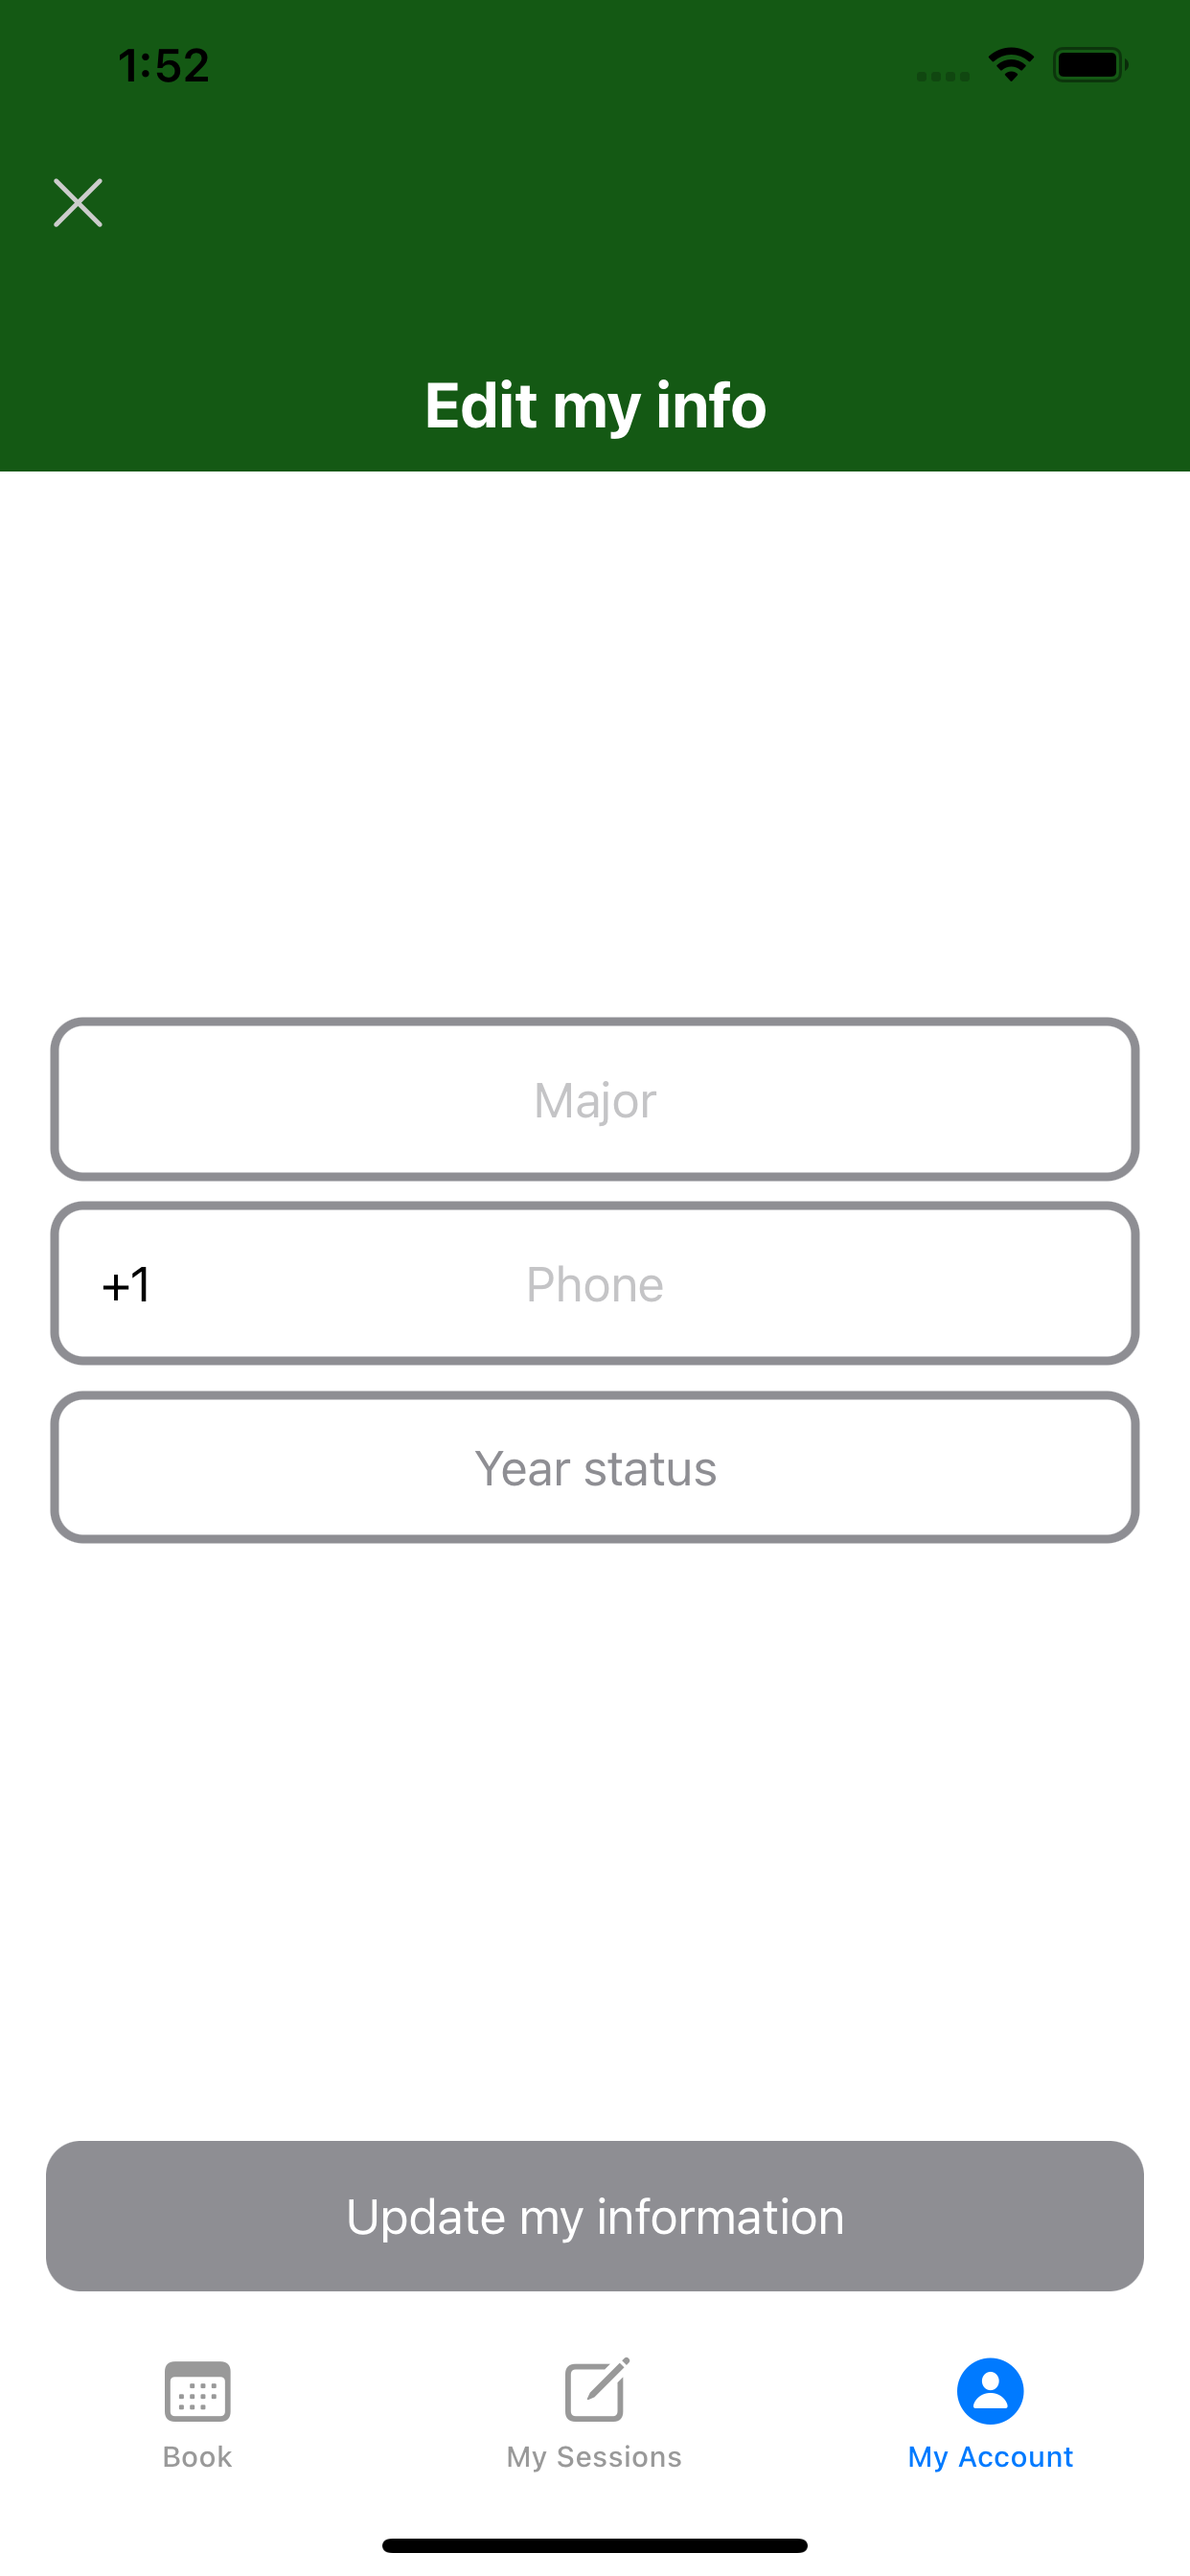 1:52
Edit my info
Major
+1 Phone
Year status
Update my information
Book My Sessions My Account